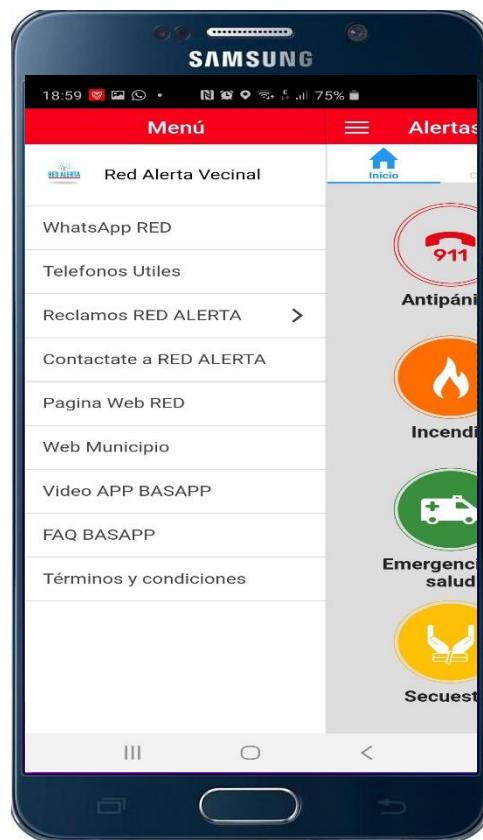 SAMSUNG
18:59
75%
Menú
Alertas
RED ALERTA
Red Alerta Vecinal
Inicio
WhatsApp RED
911
Telefonos Utiles
Antipáni
Reclamos RED ALERTA
Contactate a RED ALERTA
Pagina Web RED
Incendi
Web Municipio
Video APP BASAPP
FAQ BASAPP
Emergenci
Términos y condiciones
salud
Secuest